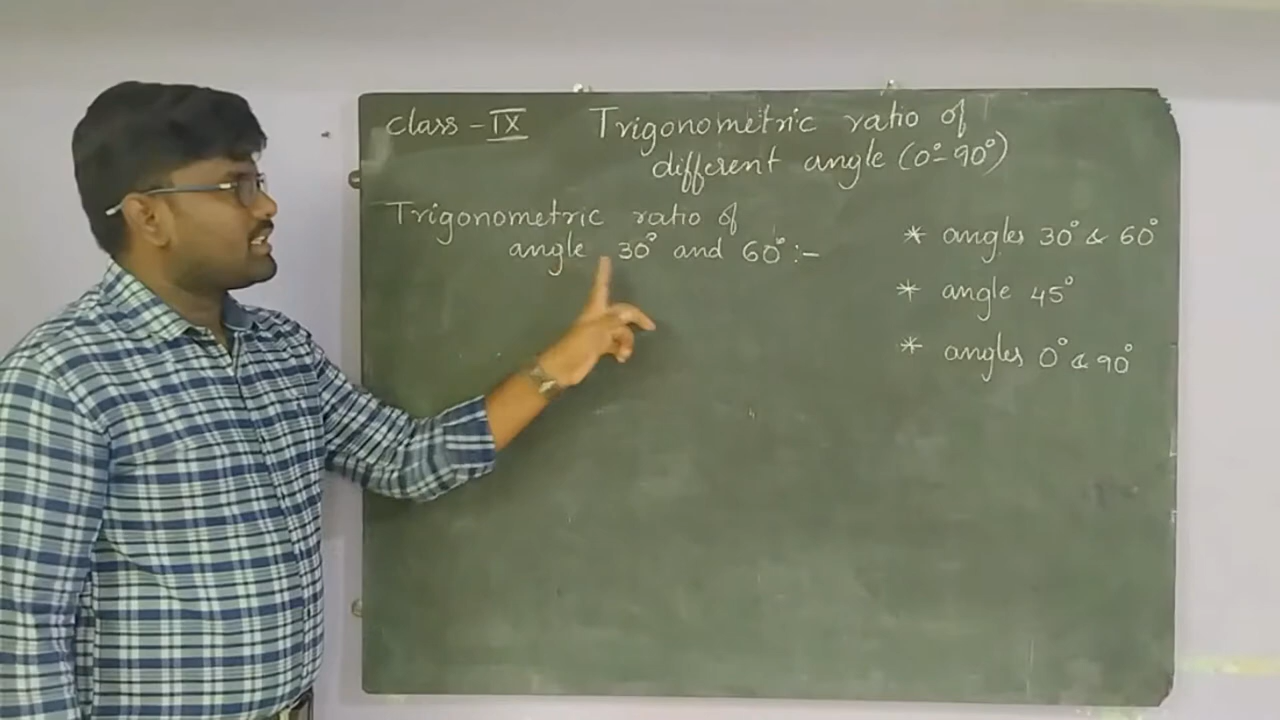 class - IX
Trigonometric ratio of
different angle (0°-90°)
Trigonometric ratio of
angle 30° and 60° :-
* angles 30° & 60°
* angle 45°
* angles 0° & 90°